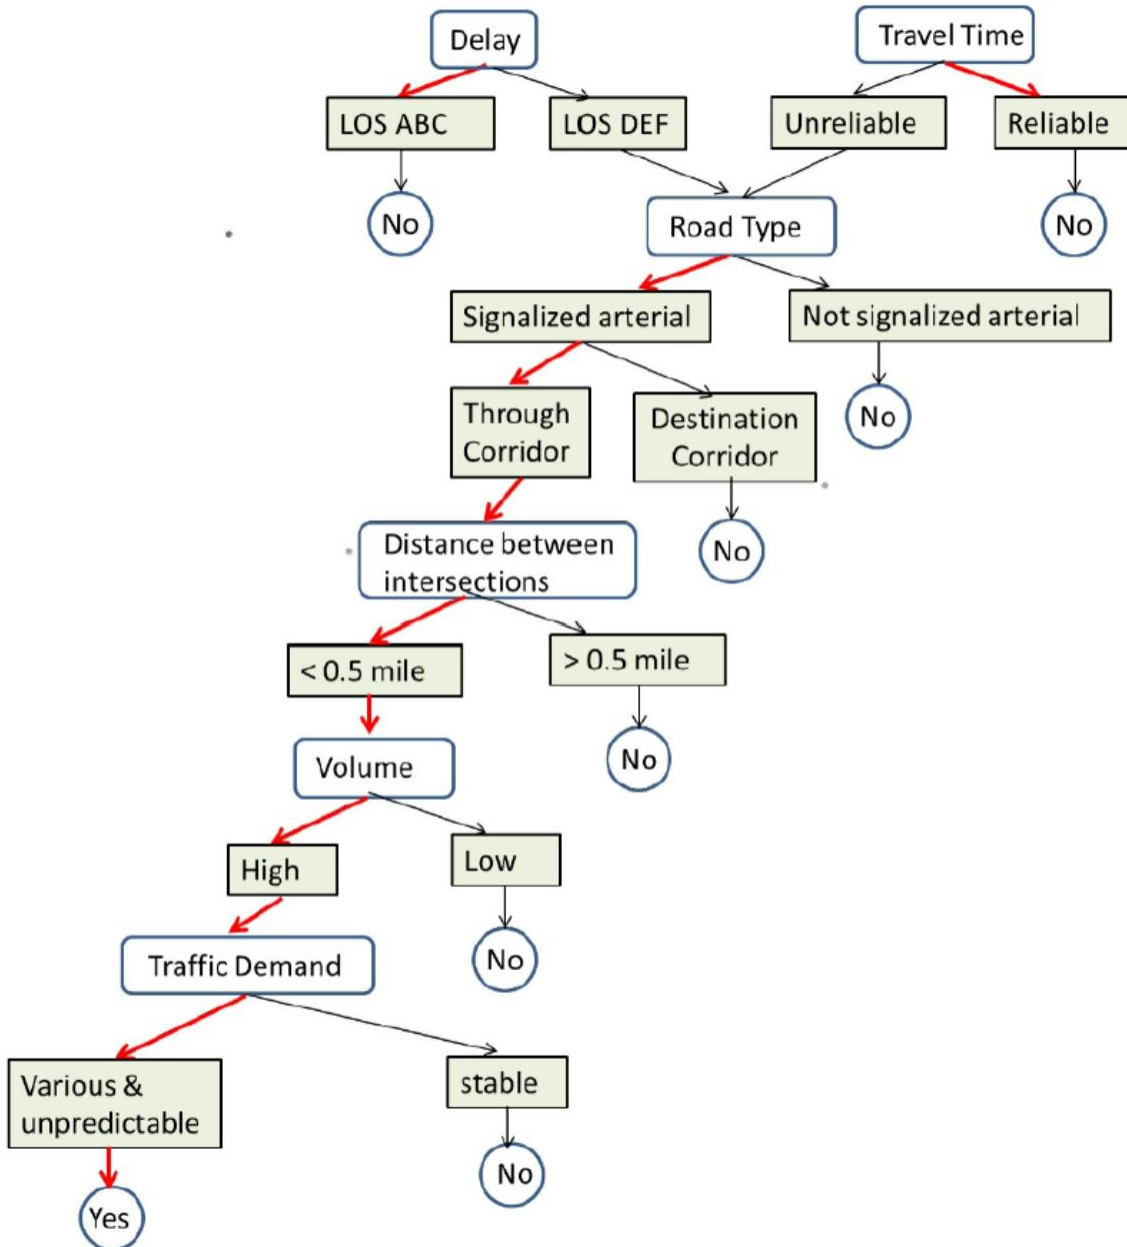 Delay
Travel Time
LOS ABC
LOS DEF
Unreliable
Reliable
No
Road Type
No
Signalized arterial
Not signalized arterial
Through
Corridor
Destination
Corridor
No
Distance between
intersections
No
< 0.5 mile
> 0.5 mile
Volume
No
High
Low
Traffic Demand
No
Various &
unpredictable
stable
Yes
No